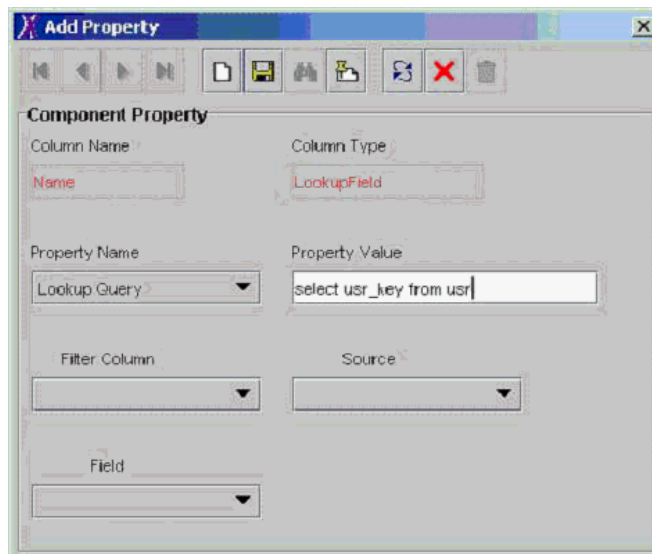 Add Property
Component Property
Column Name
Column Type
Name
LookupField
Property Name
Property Value
Lookup Query
select usr_key from usr
Filter Column
Source
Field